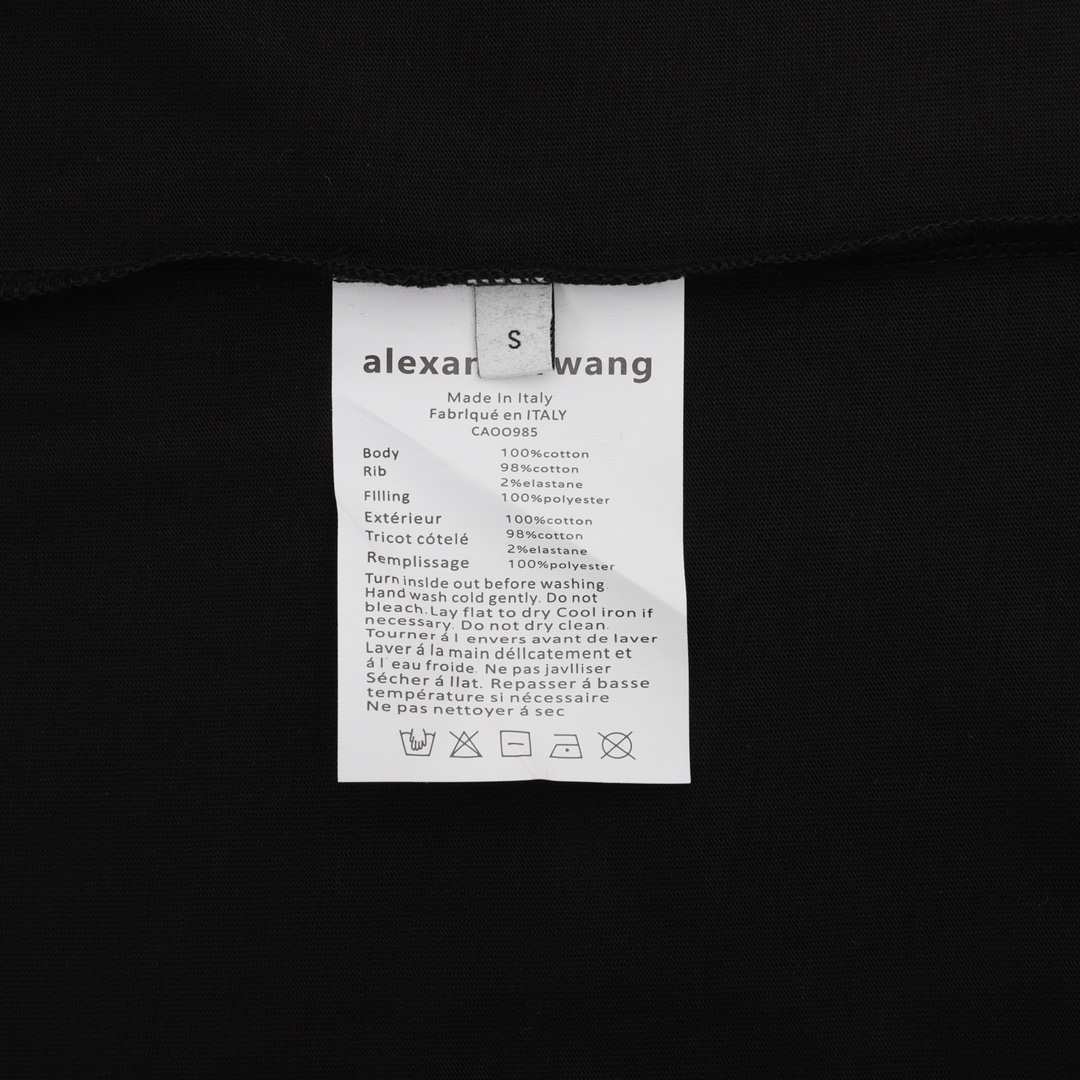 S
alexan wang
Made In Italy
Fabrlqué en ITALY
CAOO985
Body 100%cotton
Rib 98%cotton
2%elastane
FIlling 100%polyester
Extérieur 100%cotton
Tricot cótelé 98%cotton
2%elastane
Remplissage 100%polyester
Turn inslde out before washing.
Hand wash cold gently. Do not
bleach.Lay flat to dry Cool iron if
necessary. Do not dry clean.
Tourner á l envers avant de laver
Laver á la main déllcatement et
á l'eau froide. Ne pas javlliser
Sécher á llat. Repasser á basse
température si nécessaire
Ne pas nettoyer á sec